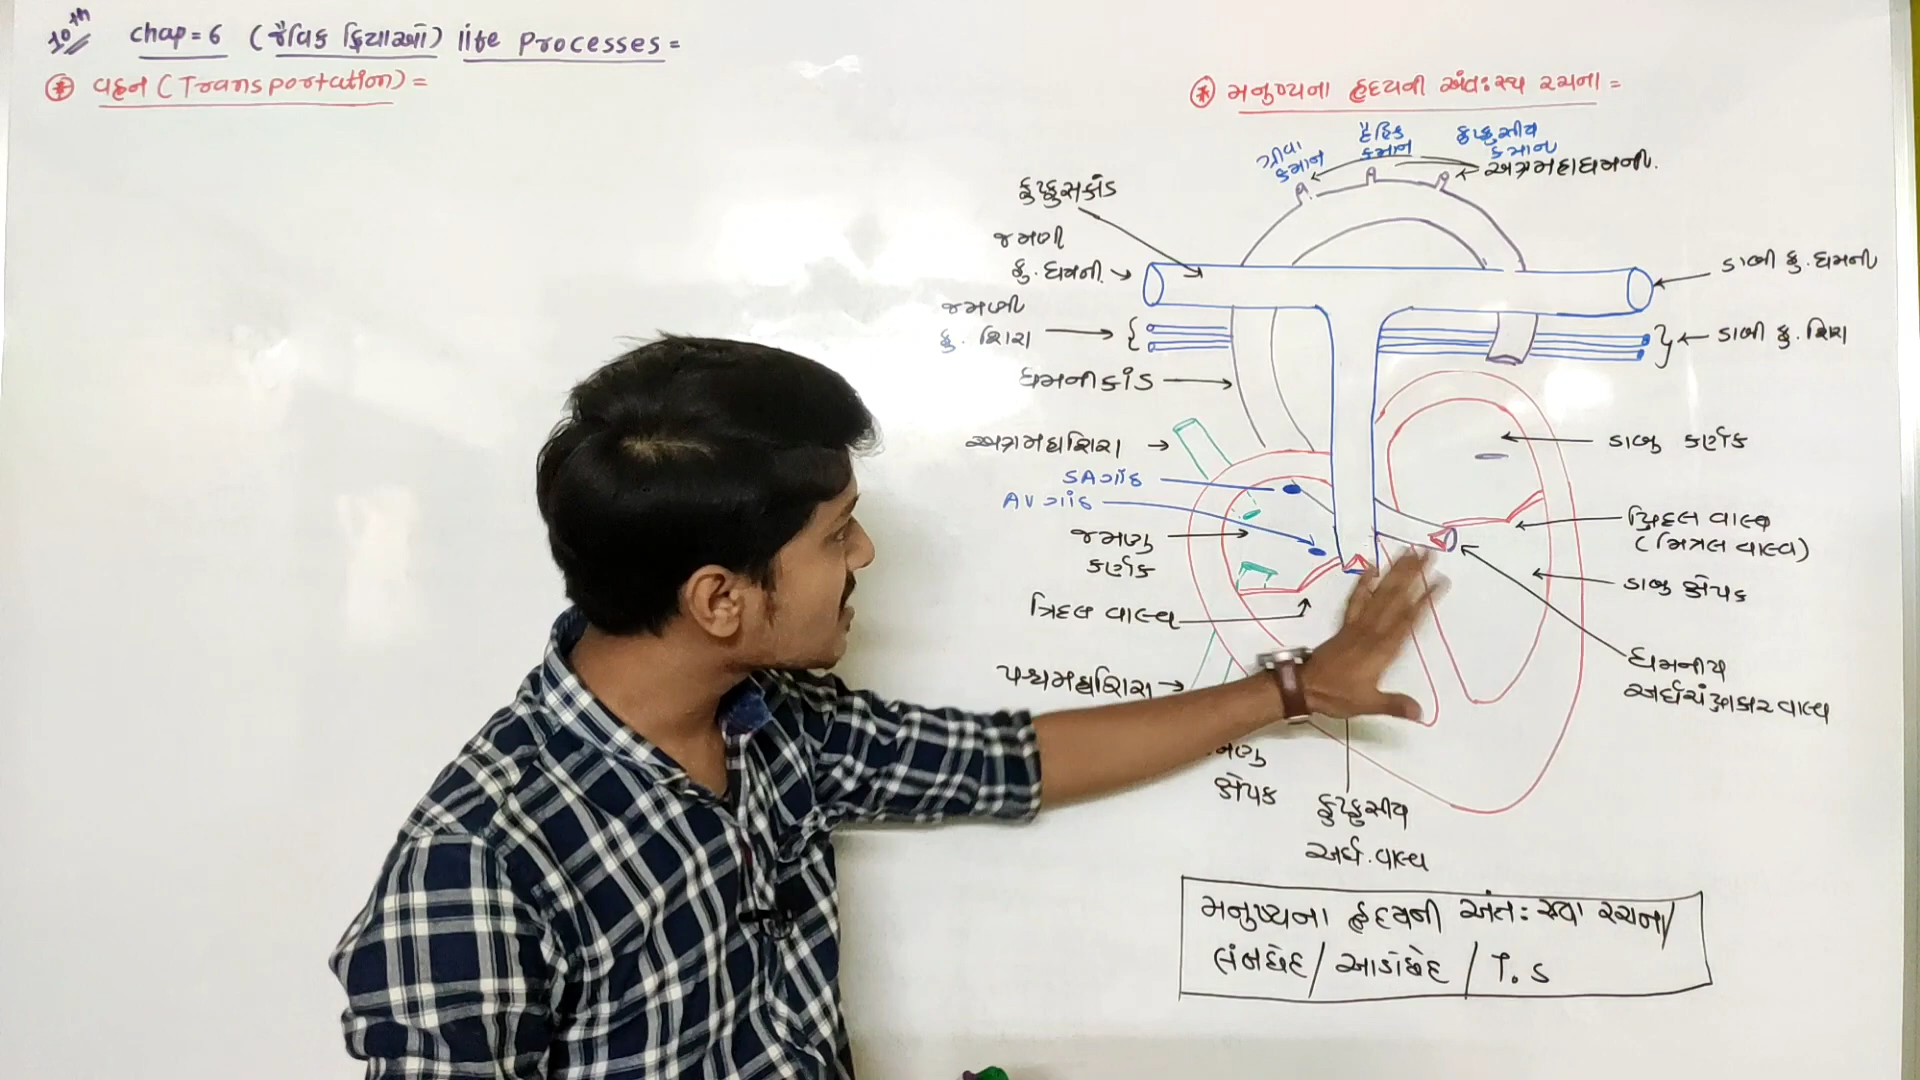 10th chap = 6 (જૈવિક ક્રિયાઓ) life Processes =
વહન (Transportation) =
મનુષ્યના હૃદયની અંતઃસ્થ રચના =
ગ્રીવા કમાન
દૈહિક કમાન
ફુપ્ફુસીય કમાન
અગ્રમહાધમની.
ફુપ્ફુસકાંડ
જમણી
ફુ. ધમની
ડાબી ફુ. ધમની
જમણી
ફુ. શિરા
ડાબી ફુ. શિરા
ધમનીકાંડ
અગ્રમહાશિરા
ડાબુ કર્ણક
SA ગાંઠ
AV ગાંઠ
જમણુ
કર્ણક
દ્વિદલ વાલ્વ
(મિત્રલ વાલ્વ)
ડાબુ ક્ષેપક
ત્રિદલ વાલ્વ
પશ્ચમહાશિરા
ધમનીય
અર્ધચંદ્રાકાર વાલ્વ
ક્ષેપક
ફુપ્ફુસીય
અર્ધ. વાલ્વ
મનુષ્યના હૃદયની અંતઃસ્થ રચના/
લંબછેદ / આડોછેદ / T. S